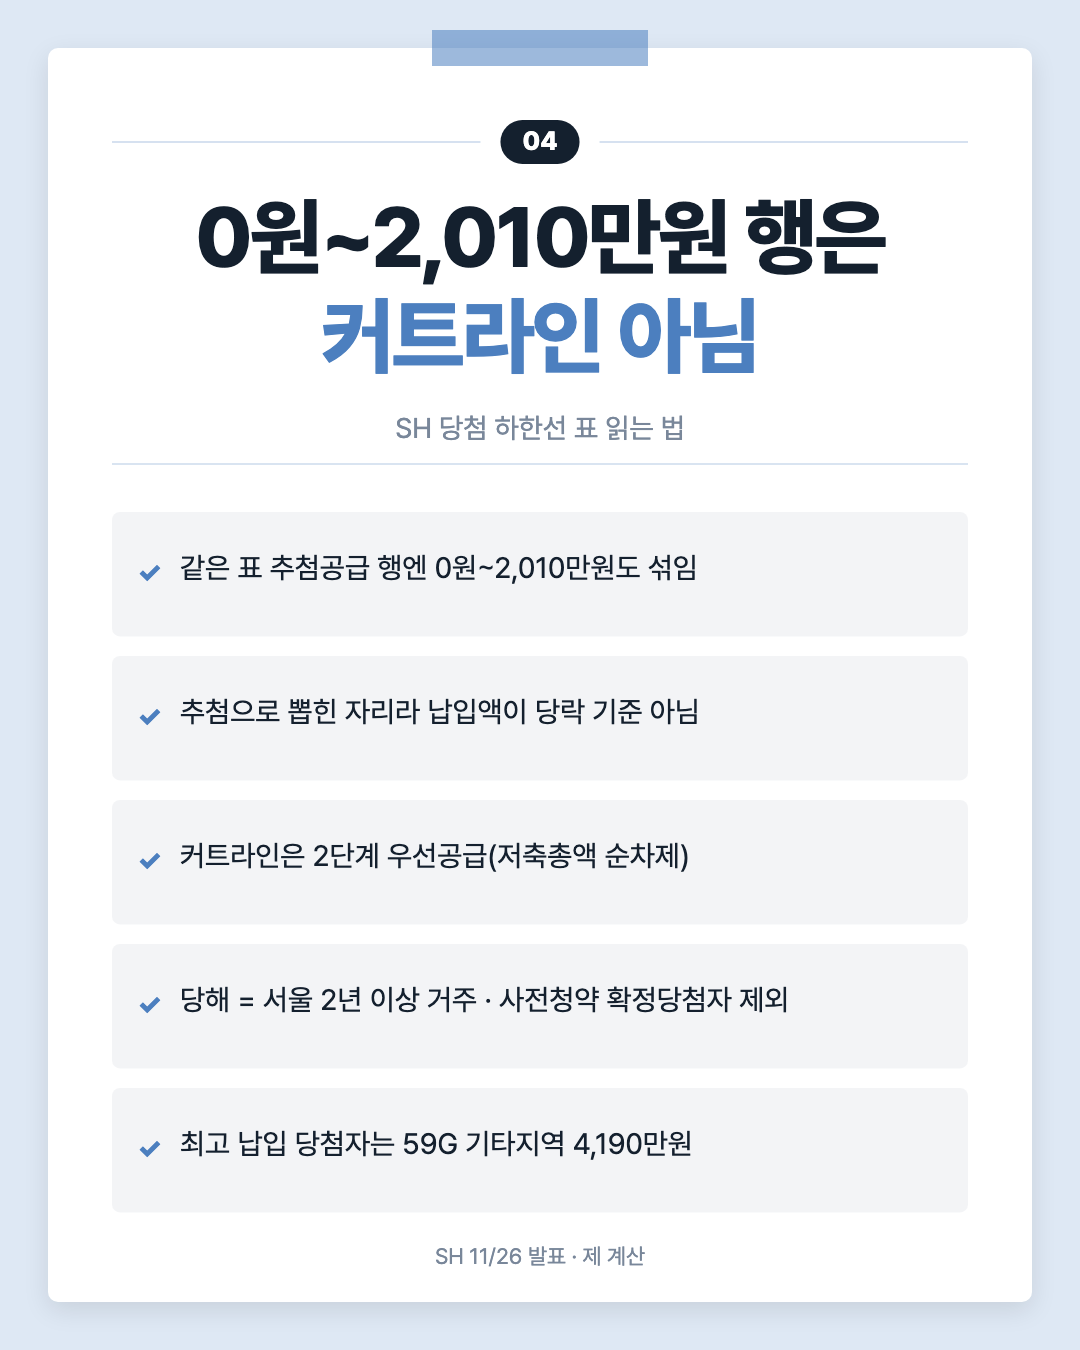 04
0원~2,010만원 행은
커트라인 아님
SH 당첨 하한선 표 읽는 법
같은 표 추첨공급 행엔 0원~2,010만원도 섞임
추첨으로 뽑힌 자리라 납입액이 당락 기준 아님
커트라인은 2단계 우선공급(저축총액 순차제)
당해 = 서울 2년 이상 거주 · 사전청약 확정당첨자 제외
최고 납입 당첨자는 59G 기타지역 4,190만원
SH 11/26 발표 · 제 계산